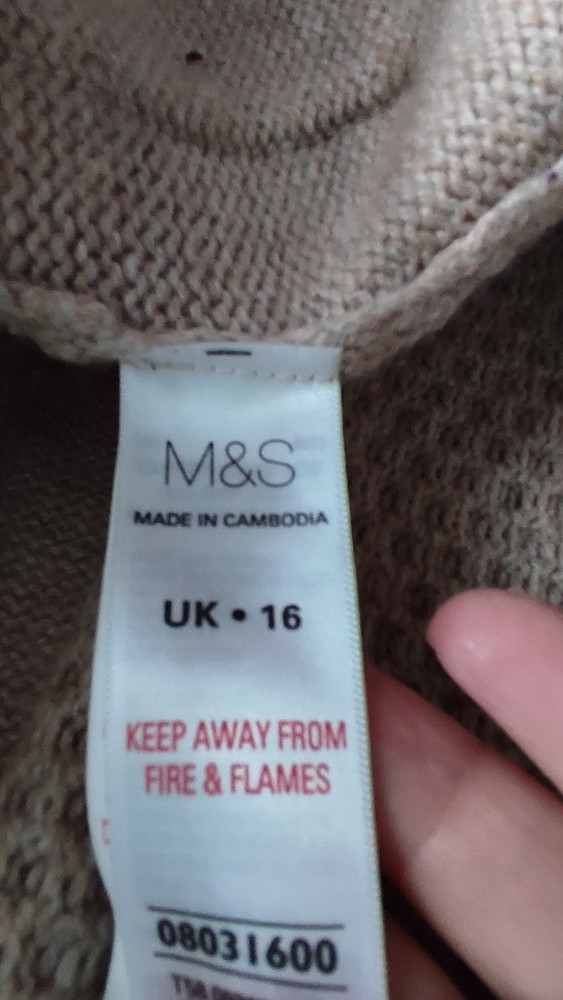 M&S
MADE IN CAMBODIA
UK • 16
KEEP AWAY FROM
FIRE & FLAMES
08031600